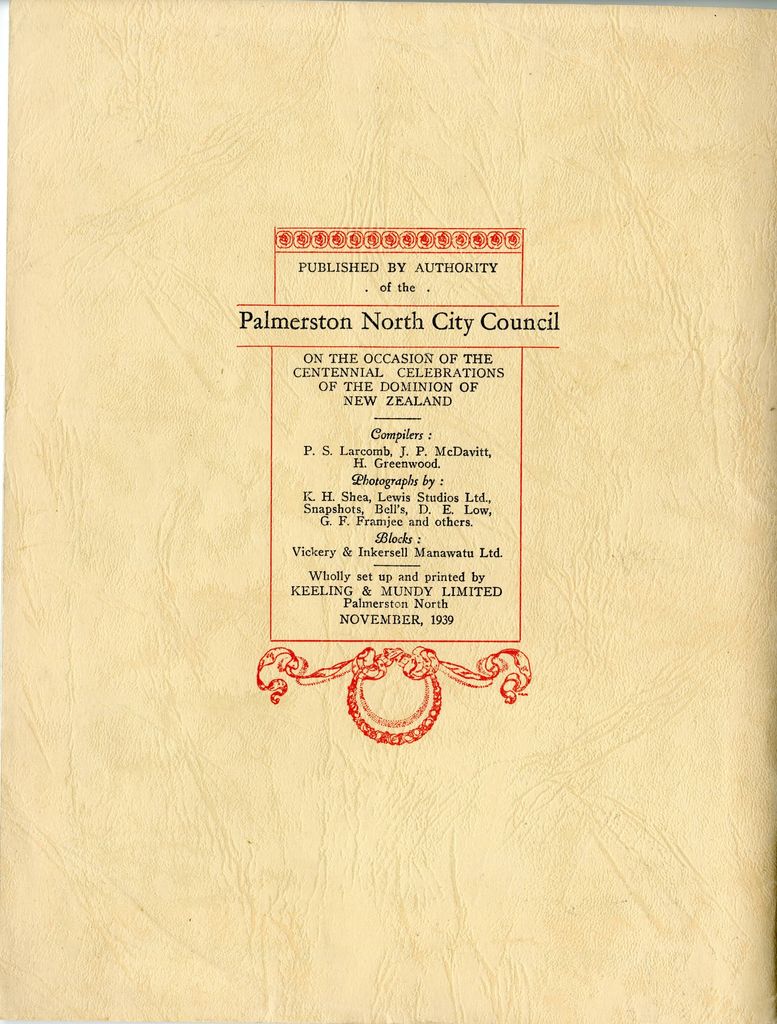 PUBLISHED BY AUTHORITY
. of the .
Palmerston North City Council
ON THE OCCASION OF THE
CENTENNIAL CELEBRATIONS
OF THE DOMINION OF
NEW ZEALAND
Compilers :
P. S. Larcomb, J. P. McDavitt,
H. Greenwood.
Photographs by :
K. H. Shea, Lewis Studios Ltd.,
Snapshots, Bell's, D. E. Low,
G. F. Framjee and others.
Blocks :
Vickery & Inkersell Manawatu Ltd.
Wholly set up and printed by
KEELING & MUNDY LIMITED
Palmerston North
NOVEMBER, 1939